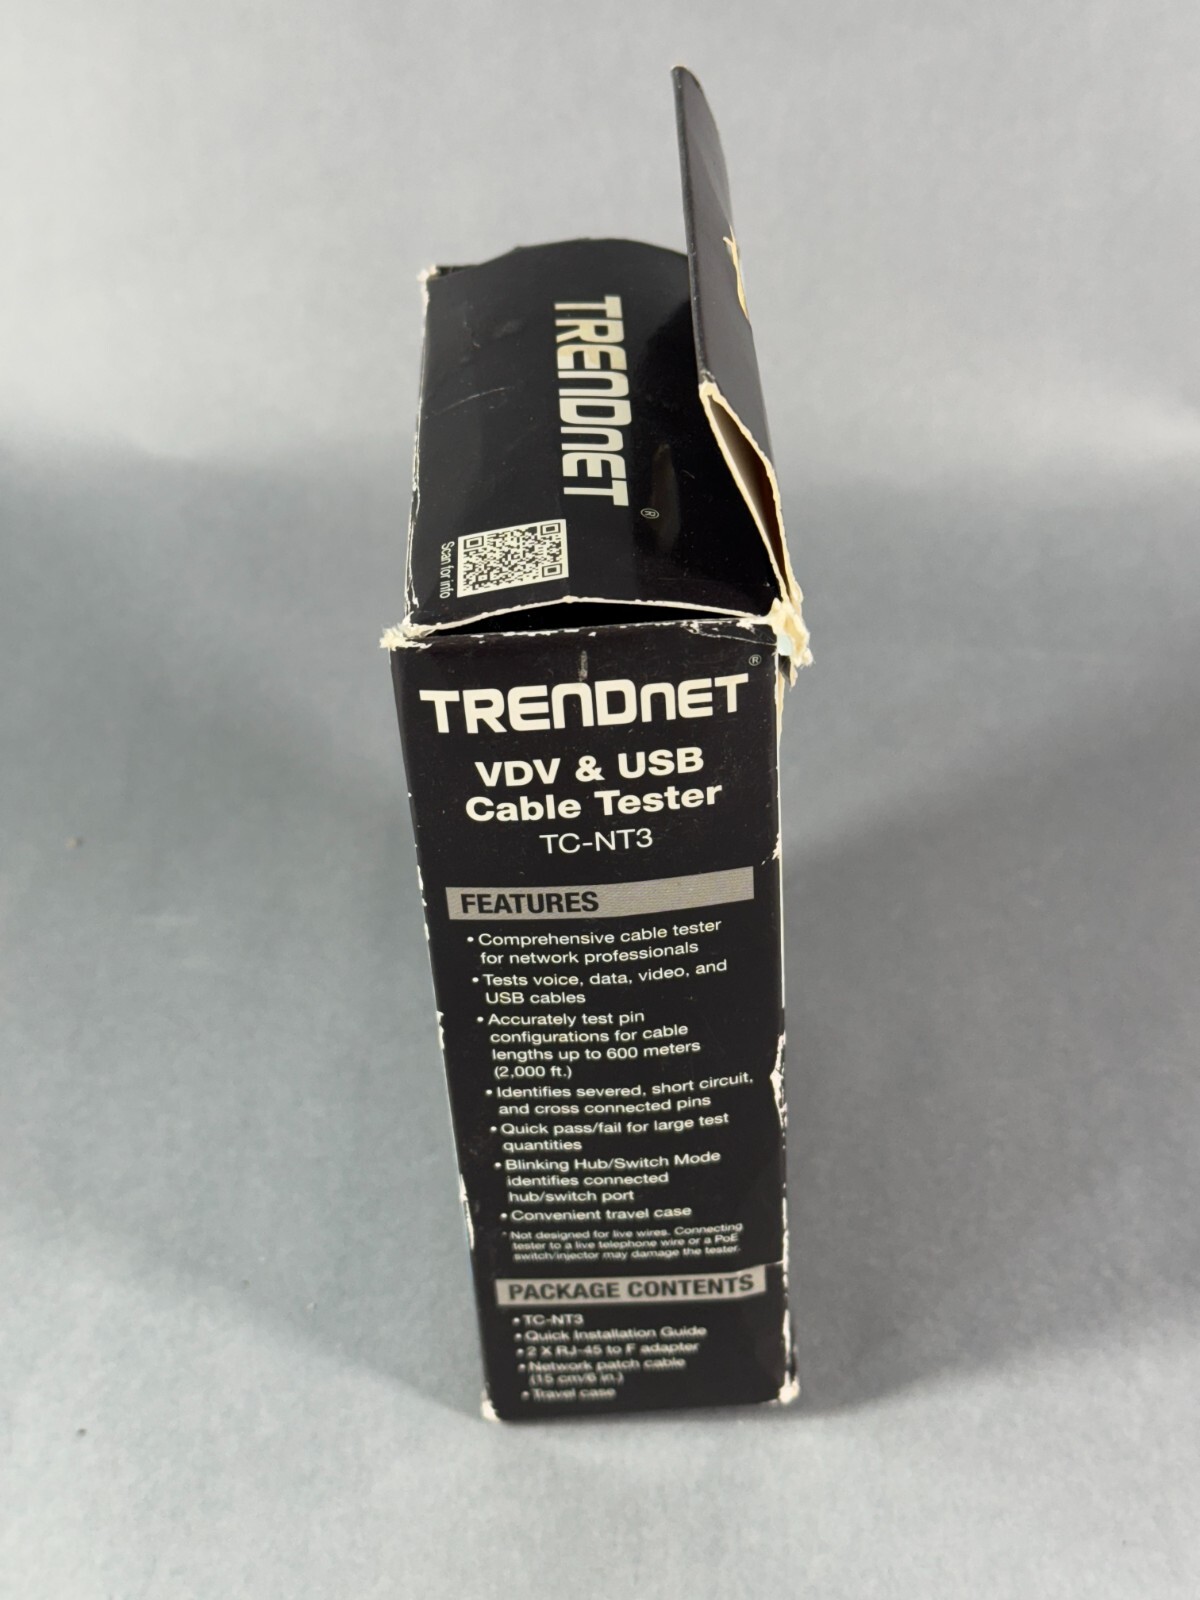 TRENDNET
®
Scan for info
TRENDNET
®
VDV & USB
Cable Tester
TC-NT3
FEATURES
• Comprehensive cable tester
for network professionals
• Tests voice, data, video, and
USB cables
• Accurately test pin
configurations for cable
lengths up to 600 meters
(2,000 ft.)
• Identifies severed, short circuit,
and cross connected pins
• Quick pass/fail for large test
quantities
• Blinking Hub/Switch Mode
identifies connected
hub/switch port
• Convenient travel case
* Not designed for live wires. Connecting
tester to a live telephone wire or a PoE
switch/injector may damage the tester.
PACKAGE CONTENTS
• TC-NT3
• Quick Installation Guide
• 2 X RJ-45 to F adapter
• Network patch cable
(15 cm/6 in.)
• Travel case